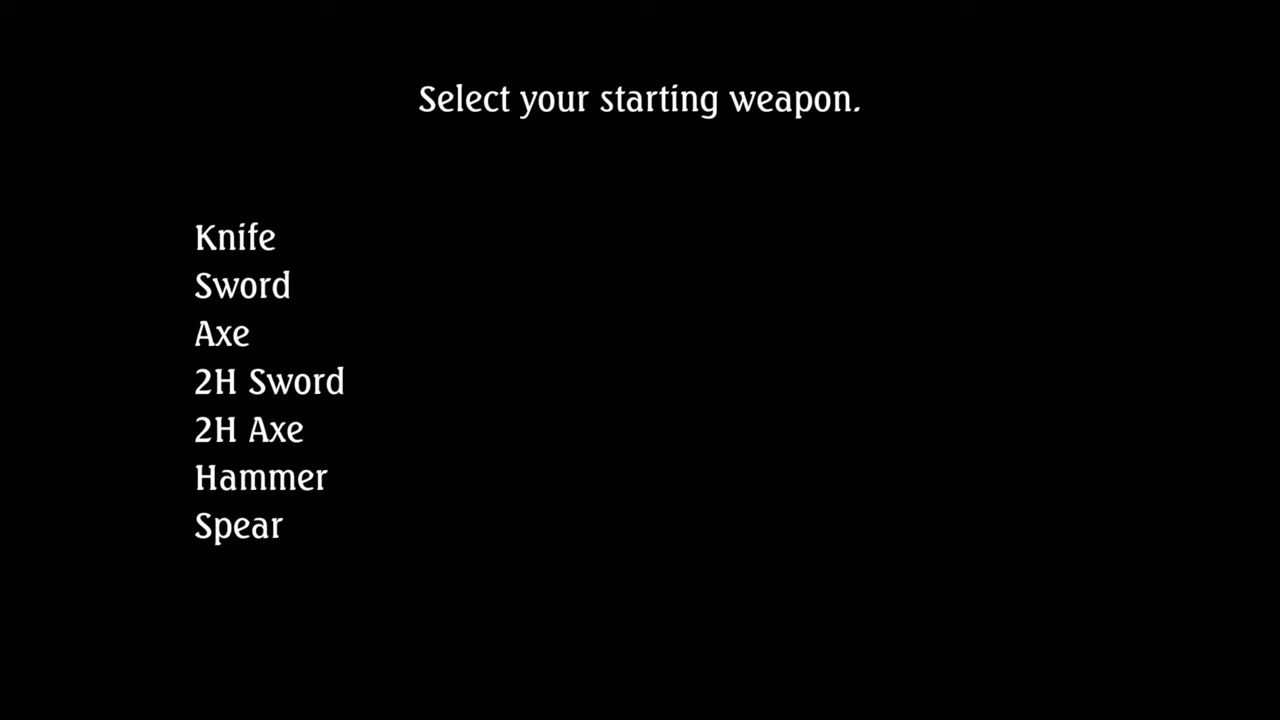 Select your starting weapon.
Knife
Sword
Axe
2H Sword
2H Axe
Hammer
Spear